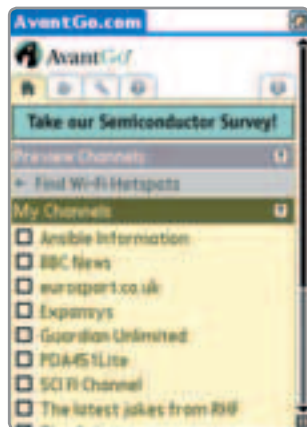 AvantGo.com
AvantGo
Take our Semiconductor Survey!
Preview Channels
Find Wi-Fi Hotspots
My Channels
Ansible Information
BBC News
eurosport.co.uk
Expansys
Guardian Unlimited
PDA451Lite
SCI FI Channel
The latest jokes from RHF